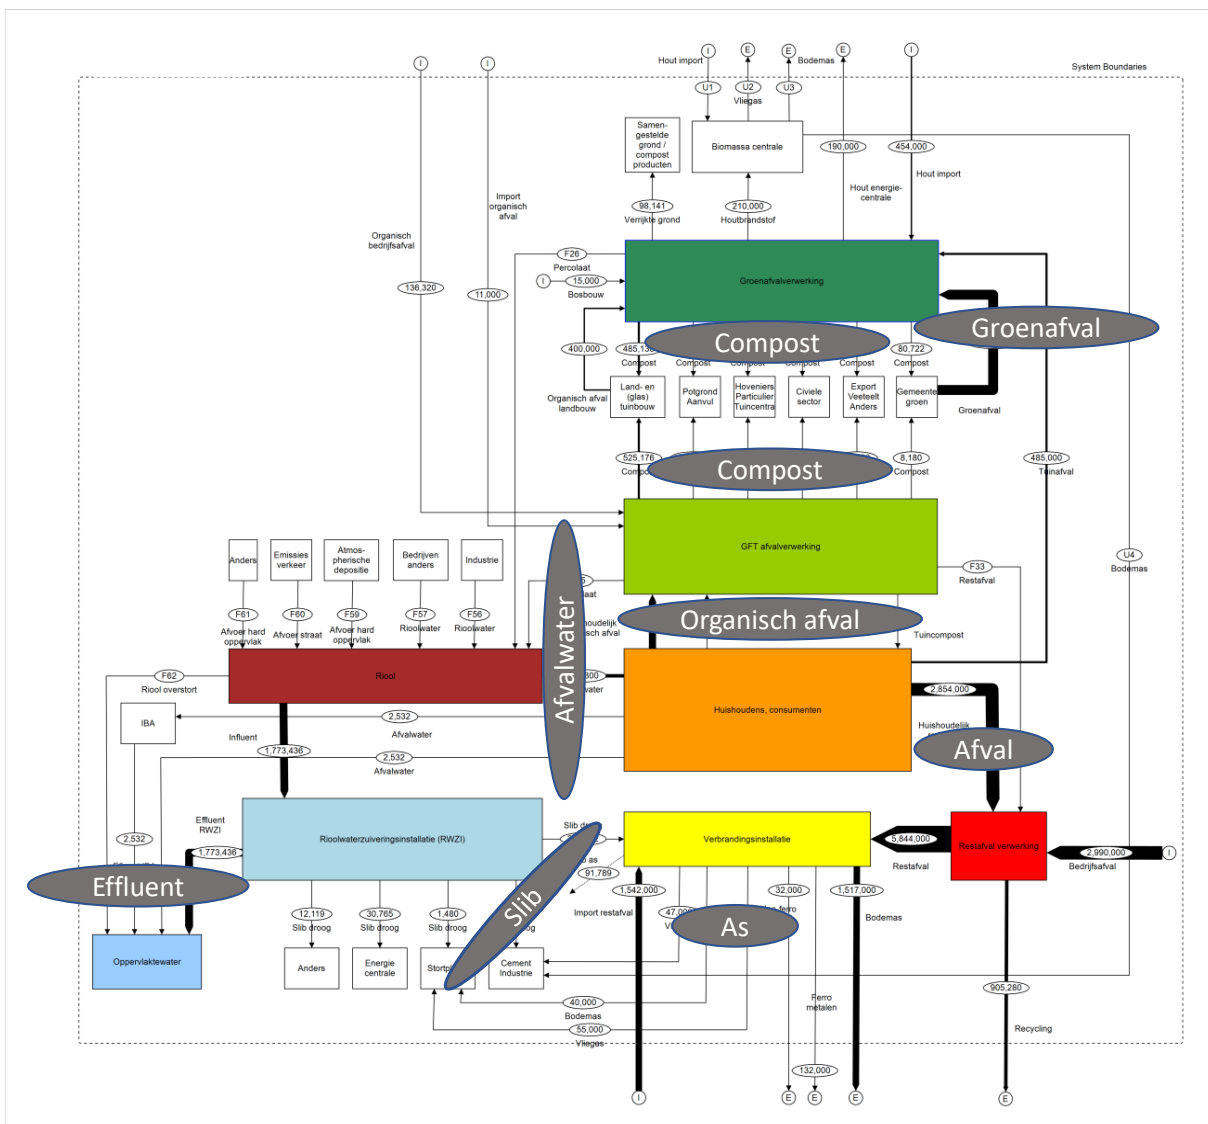 System Boundaries
I
I
Hout import
I
E
E
Bodemas
E
I
U1
U2
U3
Vliegas
Samen-
gestelde
grond /
compost
producten
Biomassa centrale
190,000
454,000
Hout import
Import
organisch
afval
Hout energie-
centrale
98,141
Verrijkte grond
210,000
Houtbrandstof
Organisch
bedrijfsafval
F26
Percolaat
136,320
11,000
I
15,000
Bosbouw
Groenafvalverwerking
Groenafval
Compost
400,000
80,722
Compost
Organisch afval
landbouw
Land- en
(glas)
tuinbouw
Potgrond
Aanvul
Hoveniers
Particulier
Tuincentra
Civiele
sector
Export
Veeteelt
Anders
Gemeente
groen
Groenafval
525,176
Compost
8,180
Compost
485,000
Tuinafval
GFT afvalverwerking
F33
Restafval
U4
Bodemas
Anders
Emissies
verkeer
Atmos-
pherische
depositie
Bedrijven
anders
Industrie
F61
F60
F59
F57
F56
Afvoer hard
oppervlak
Afvoer straat
Afvoer hard
oppervlak
Rioolwater
Rioolwater
Afvalwater
Organisch afval
Tuincompost
F62
Riool overstort
Riool
Huishoudens, consumenten
2,854,000
Huishoudelijk
IBA
2,532
Afvalwater
Influent
1,773,436
2,532
Afvalwater
Afval
Effluent
RWZI
1,773,436
2,532
Rioolwaterzuiveringsinstallatie (RWZI)
Slib
as
91,789
Verbrandingsinstallatie
5,844,000
Restafval
Restafval verwerking
2,990,000
Bedrijfsafval
I
Effluent
12,119
Slib droog
30,765
Slib droog
1,480
Slib droog
1,542,000
Import restafval
32,000
1,517,000
Bodemas
As
Oppervlaktewater
Anders
Energie
centrale
Cement
Industrie
40,000
Bodemas
55,000
Vliegas
Ferro
metalen
905,280
Recycling
132,000
I
E
E
E
E